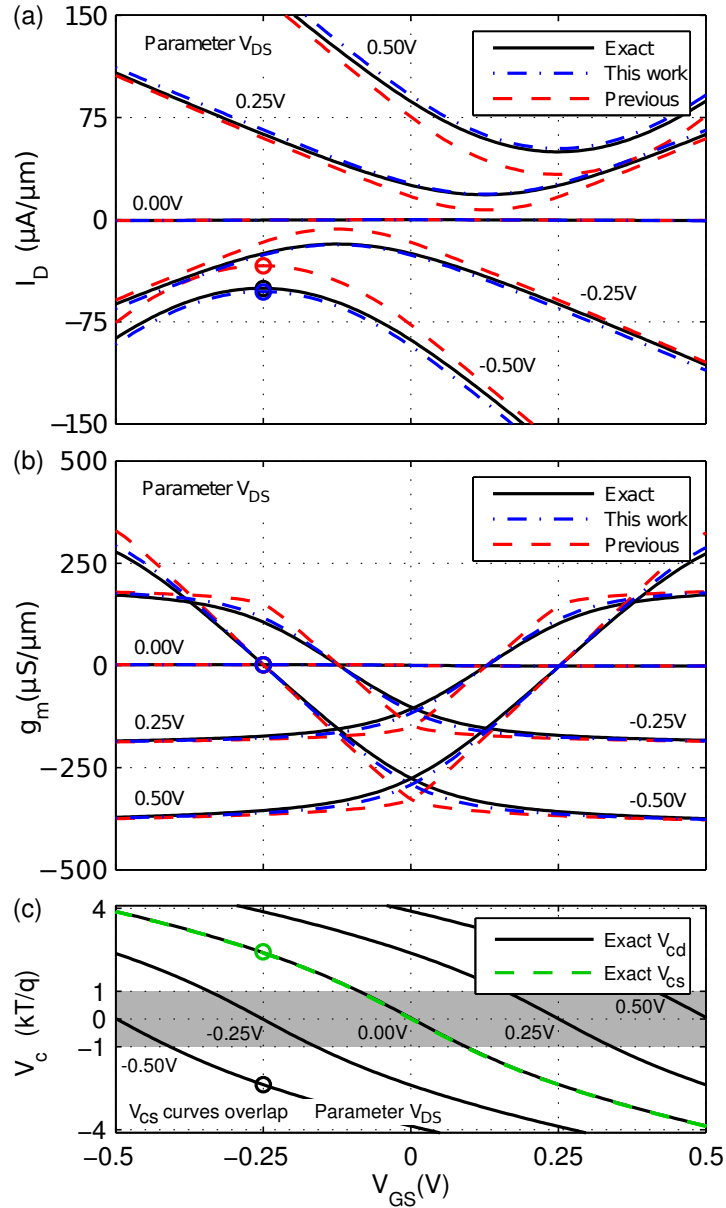 (a)
150
75
0
−75
−150
I_D (µA/µm)
Parameter V_DS
0.50V
0.25V
0.00V
-0.25V
-0.50V
Exact
This work
Previous
(b)
500
250
0
−250
−500
g_m(µS/µm)
Parameter V_DS
0.00V
0.25V
0.50V
-0.25V
-0.50V
Exact
This work
Previous
(c)
4
1
0
−1
−4
V_c (kT/q)
Exact V_cd
Exact V_cs
-0.50V
-0.25V
0.00V
0.25V
0.50V
V_CS curves overlap
Parameter V_DS
−0.5
−0.25
0
0.25
0.5
V_GS(V)